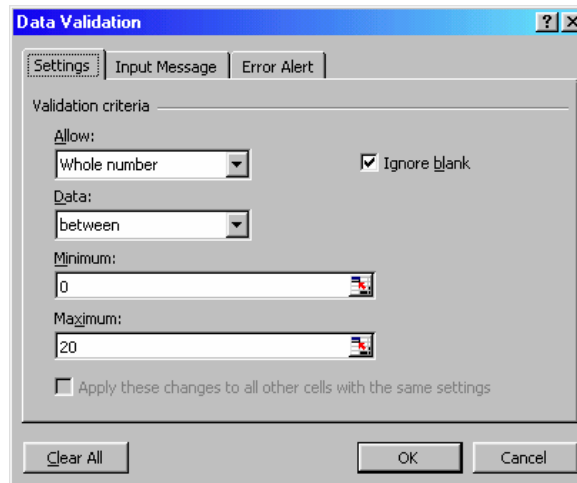 Data Validation
Settings Input Message Error Alert
Validation criteria
Allow:
Whole number
Ignore blank
Data:
between
Minimum:
0
Maximum:
20
Apply these changes to all other cells with the same settings
Clear All OK Cancel